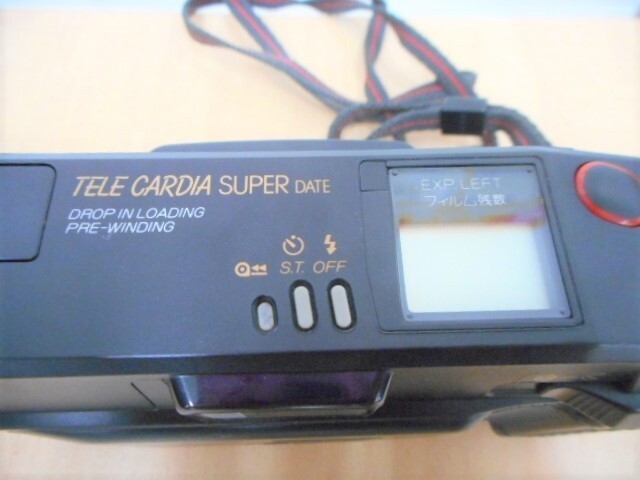 TELE CARDIA SUPER DATE
DROP IN LOADING
PRE-WINDING
S.T. OFF
EXP. LEFT
フィルム残数